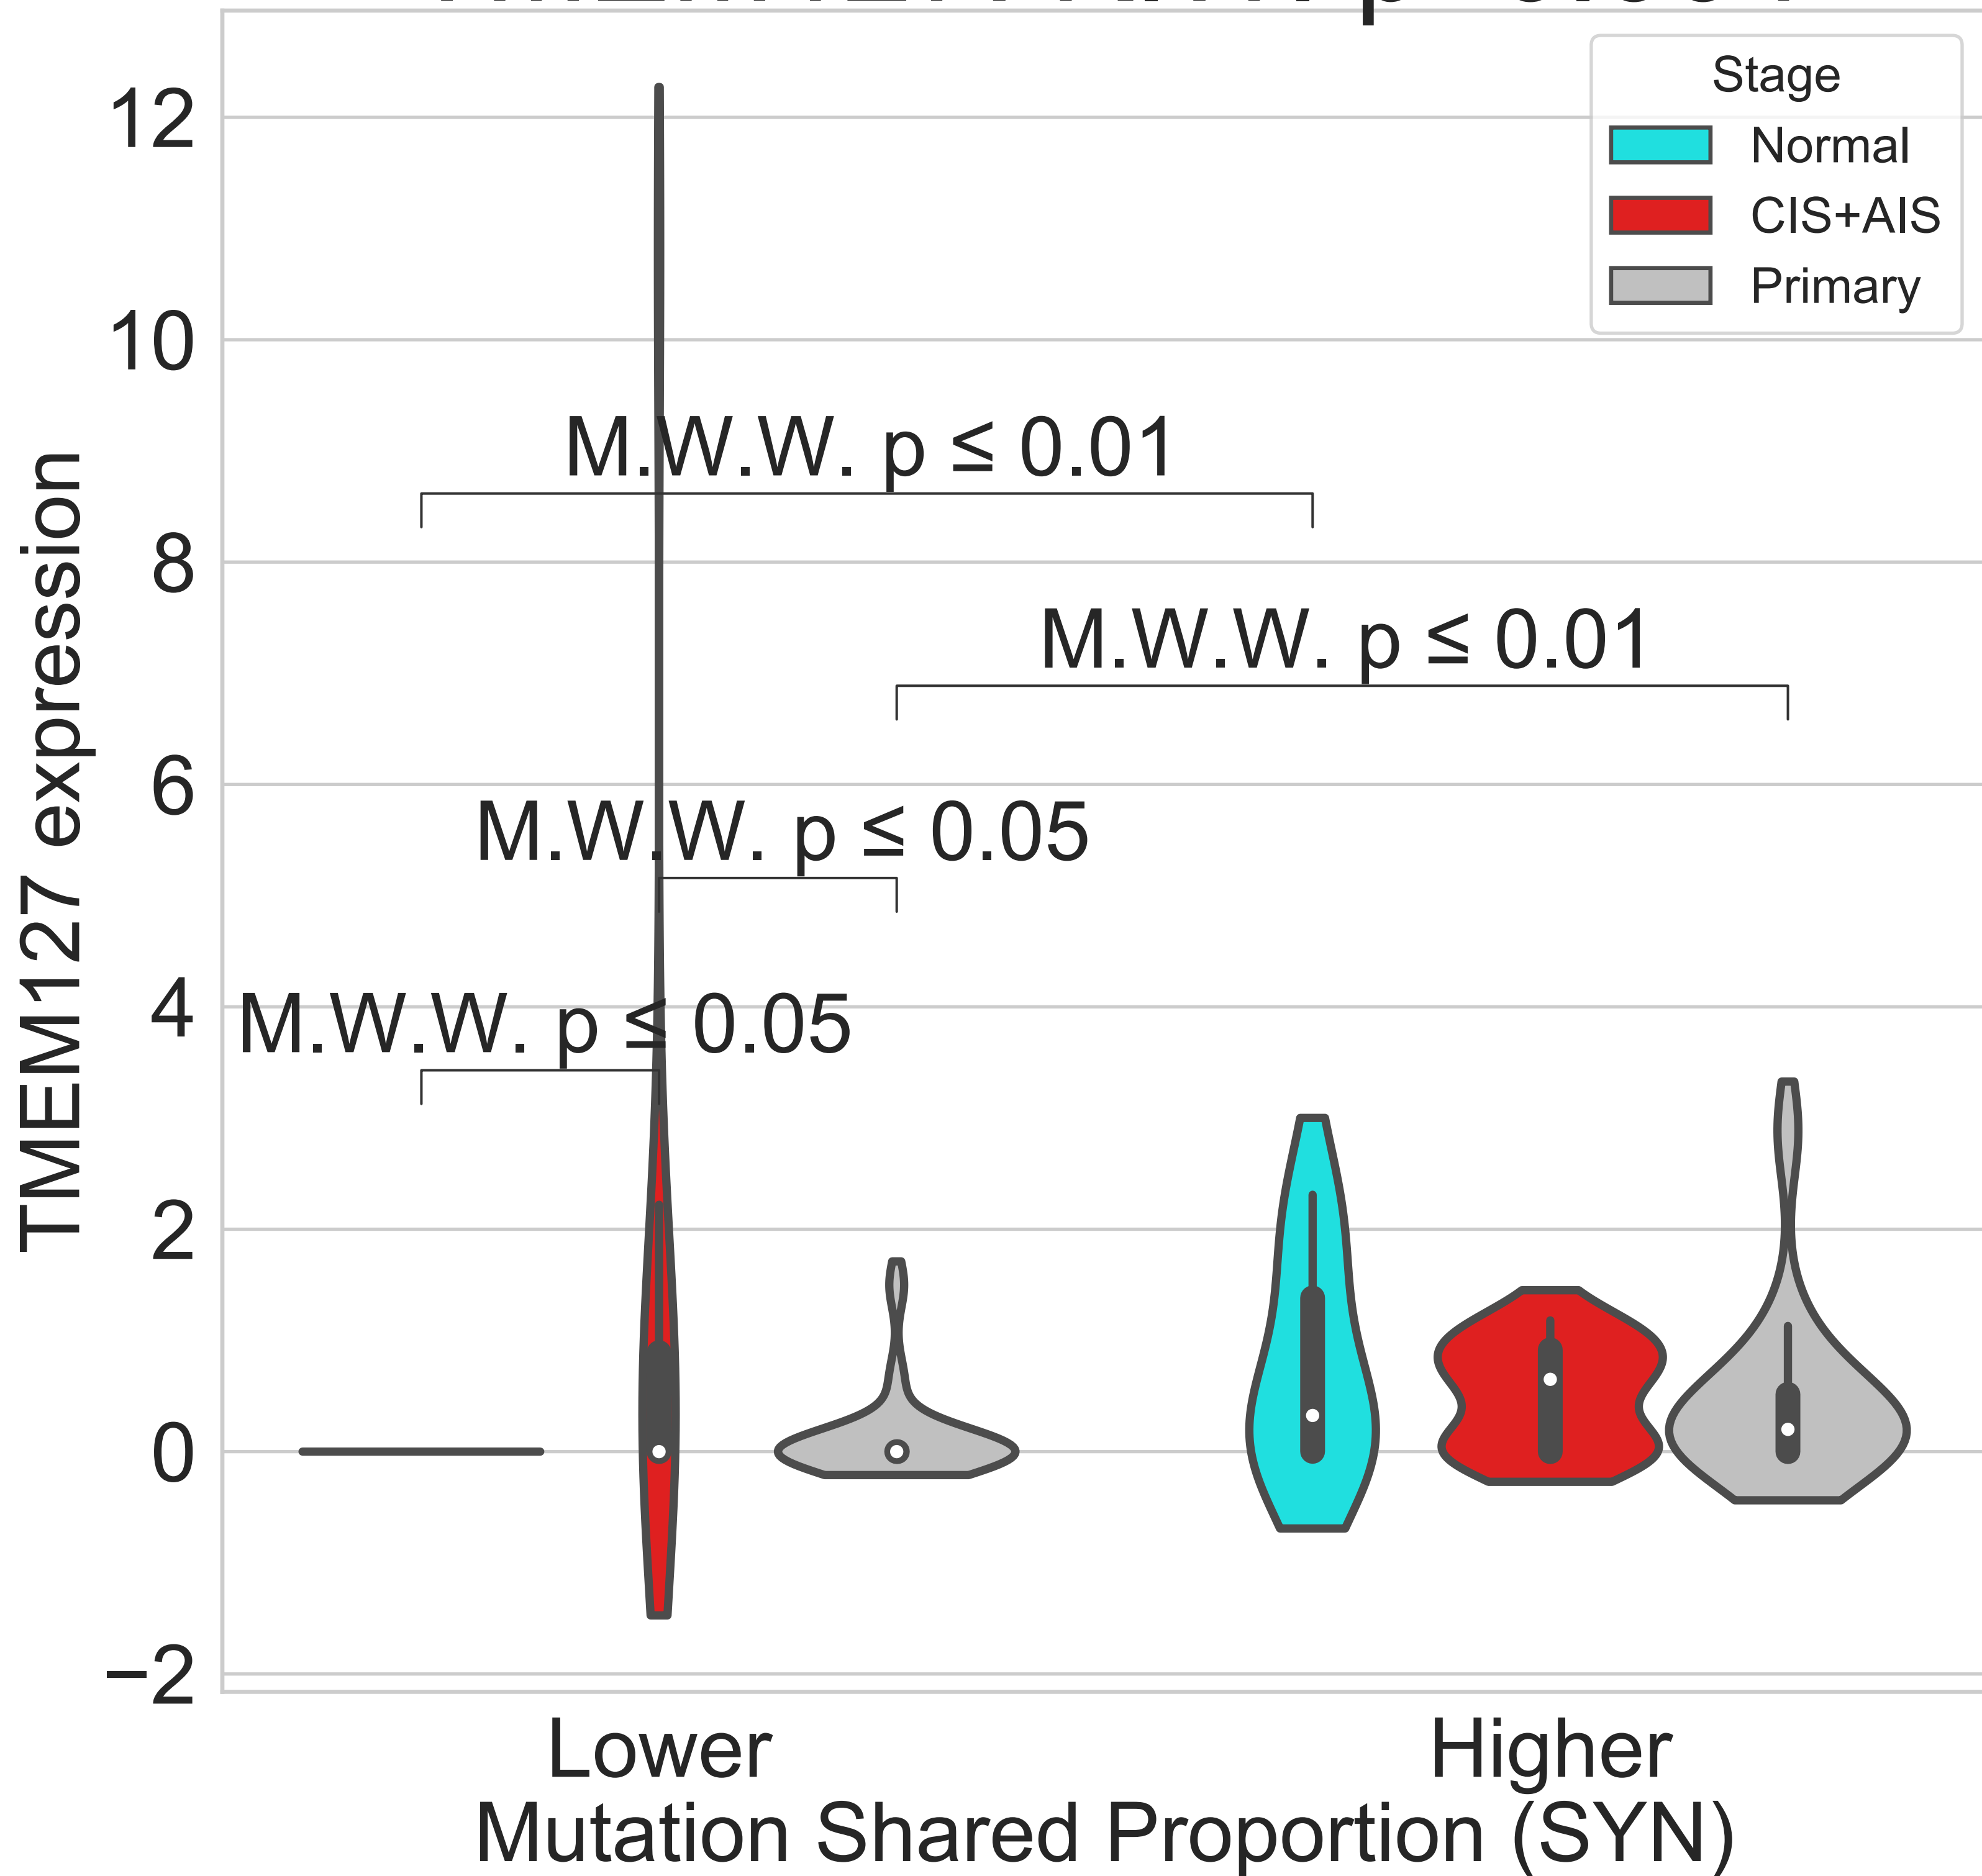 Stage
Normal
CIS+AIS
Primary
12
10
8
6
4
2
0
−2
TMEM127 expression
M.W.W. p ≤ 0.01
M.W.W. p ≤ 0.01
M.W.W. p ≤ 0.05
M.W.W. p ≤ 0.05
Lower
Higher
Mutation Shared Proportion (SYN)